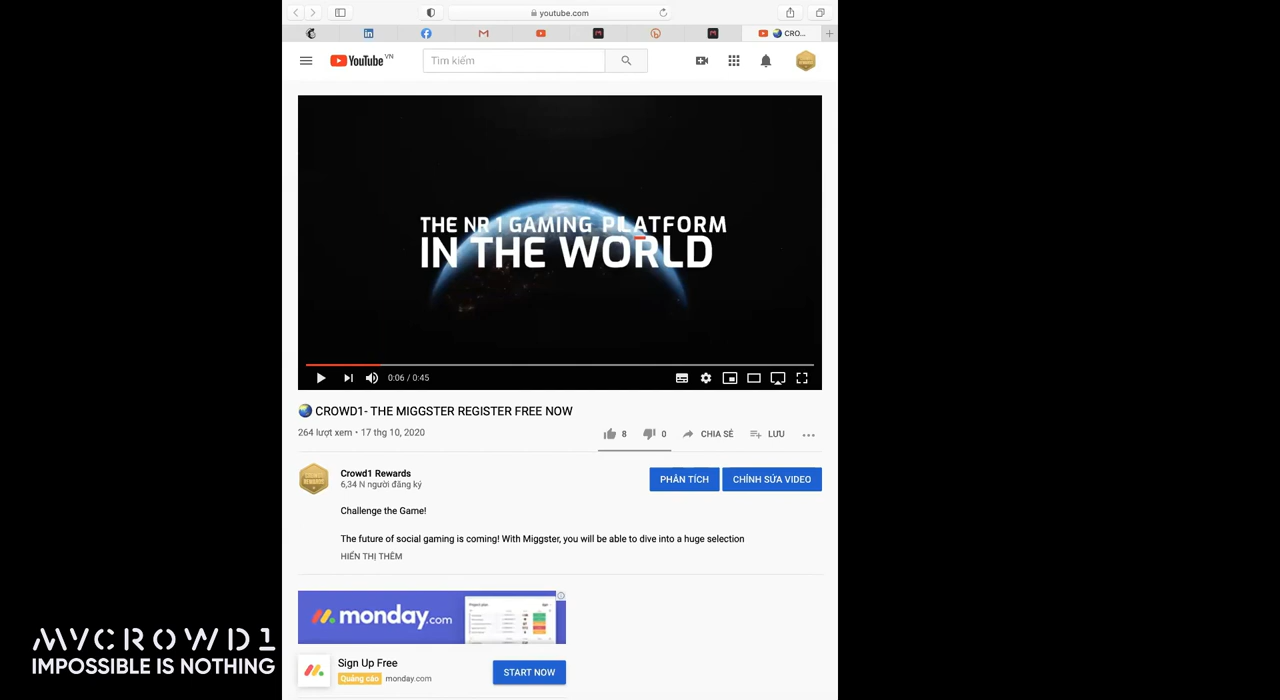 youtube.com
CRO...
YouTube VN
Tìm kiếm
THE NR 1 GAMING PLATFORM
IN THE WORLD
0:06 / 0:45
CROWD1- THE MIGGSTER REGISTER FREE NOW
264 lượt xem • 17 thg 10, 2020
8
0
CHIA SẺ
LƯU
Crowd1 Rewards
6,34 N người đăng ký
PHÂN TÍCH
CHỈNH SỬA VIDEO
Challenge the Game!
The future of social gaming is coming! With Miggster, you will be able to dive into a huge selection
HIỂN THỊ THÊM
monday.com
Sign Up Free
Quảng cáo monday.com
START NOW
MYCROWD1
IMPOSSIBLE IS NOTHING